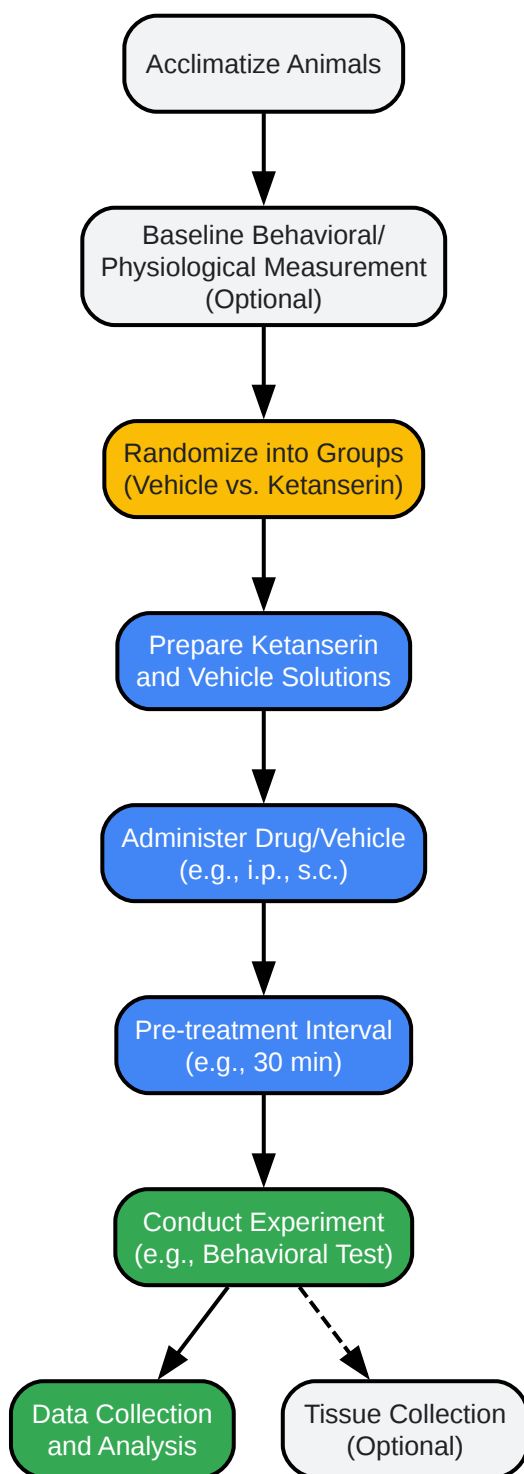 Acclimatize Animals
Baseline Behavioral/
Physiological Measurement
(Optional)
Randomize into Groups
(Vehicle vs. Ketanserin)
Prepare Ketanserin
and Vehicle Solutions
Administer Drug/Vehicle
(e.g., i.p., s.c.)
Pre-treatment Interval
(e.g., 30 min)
Conduct Experiment
(e.g., Behavioral Test)
Data Collection
and Analysis
Tissue Collection
(Optional)